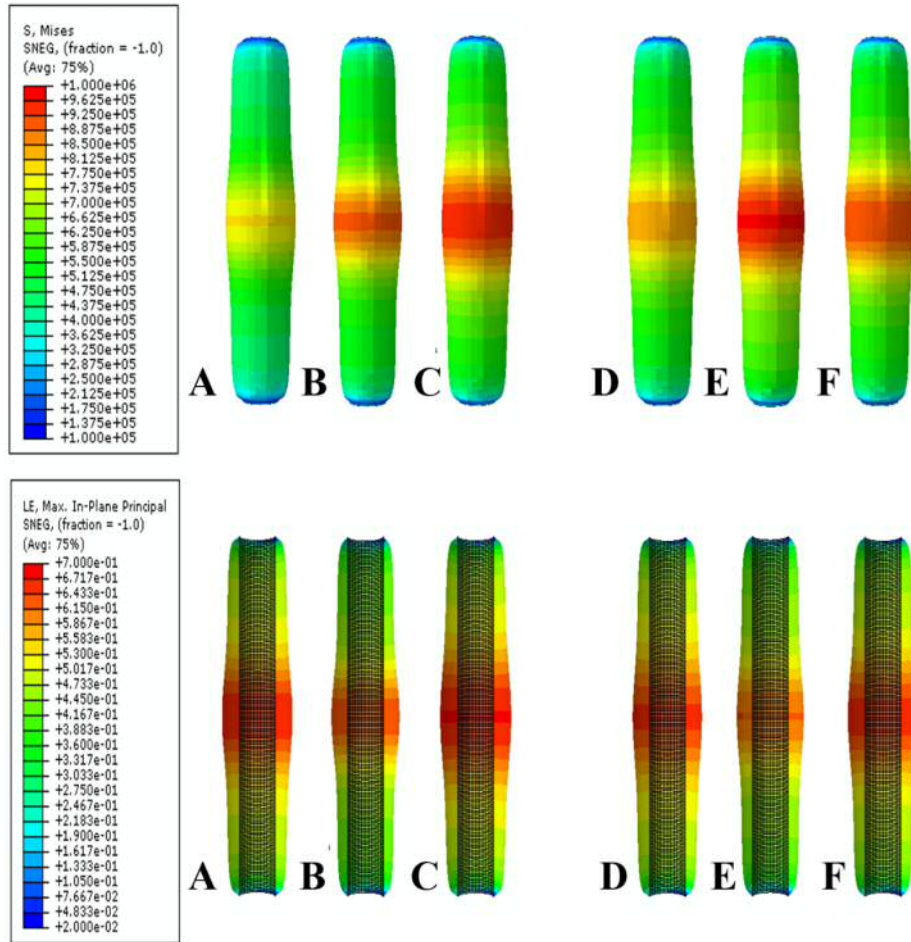 S, Mises
SNEG, (fraction = -1.0)
(Avg: 75%)
+1.000e+06
+9.625e+05
+9.250e+05
+8.875e+05
+8.500e+05
+8.125e+05
+7.750e+05
+7.375e+05
+7.000e+05
+6.625e+05
+6.250e+05
+5.875e+05
+5.500e+05
+5.125e+05
+4.750e+05
+4.375e+05
+4.000e+05
+3.625e+05
+3.250e+05
+2.875e+05
+2.500e+05
+2.125e+05
+1.750e+05
+1.375e+05
+1.000e+05
A B C D E F
LE, Max. In-Plane Principal
SNEG, (fraction = -1.0)
(Avg: 75%)
+7.000e-01
+6.717e-01
+6.433e-01
+6.150e-01
+5.867e-01
+5.583e-01
+5.300e-01
+5.017e-01
+4.733e-01
+4.450e-01
+4.167e-01
+3.883e-01
+3.600e-01
+3.317e-01
+3.033e-01
+2.750e-01
+2.467e-01
+2.183e-01
+1.900e-01
+1.617e-01
+1.333e-01
+1.050e-01
+7.667e-02
+4.833e-02
+2.000e-02
A B C D E F